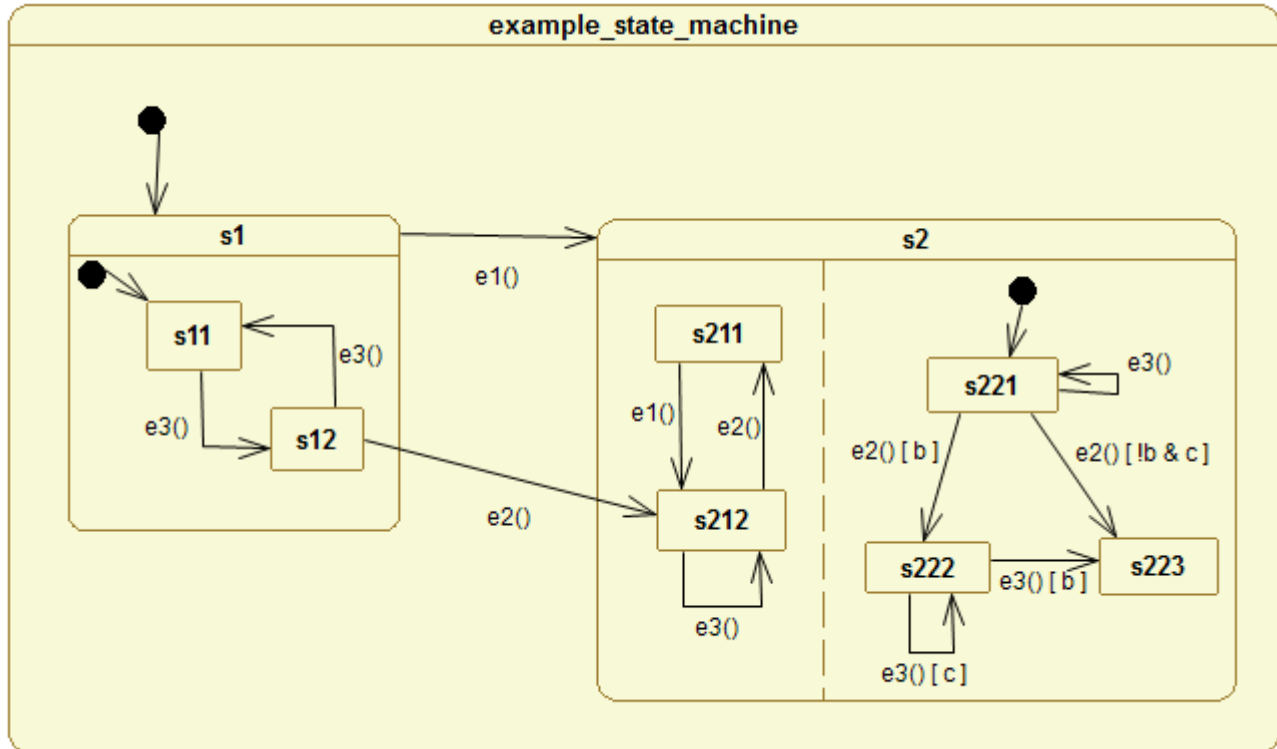 example_state_machine
s1
s2
e1()
s11
s211
e3()
e3()
s221
e1()
e2()
e3()
s12
e2() [ b ]
e2() [ !b & c ]
e2()
s212
s222
s223
e3() [ b ]
e3()
e3() [ c ]